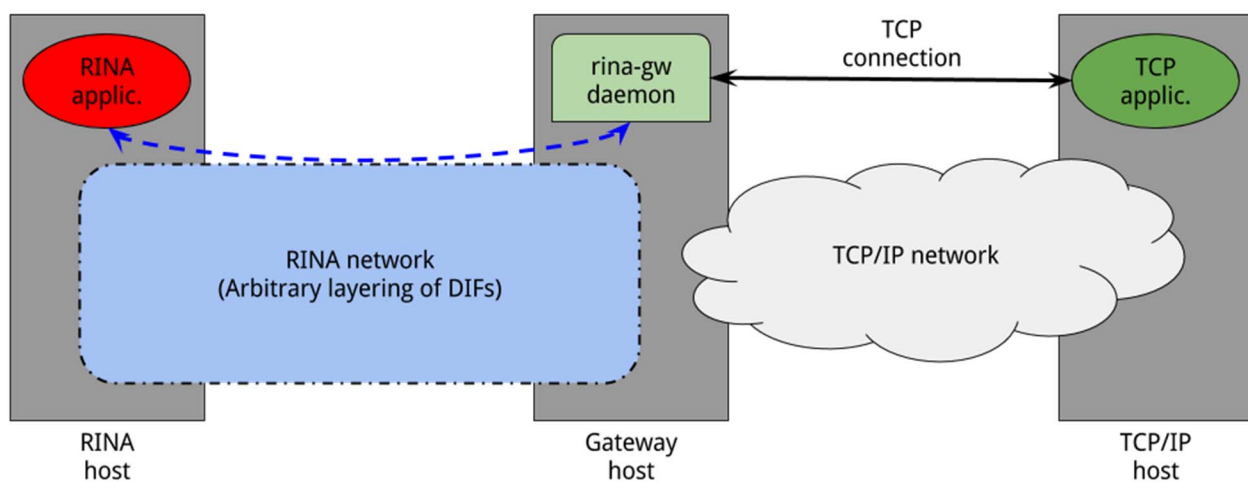 RINA
applic.
rina-gw
daemon
TCP
connection
TCP
applic.
RINA network
(Arbitrary layering of DIFs)
TCP/IP network
RINA
host
Gateway
host
TCP/IP
host